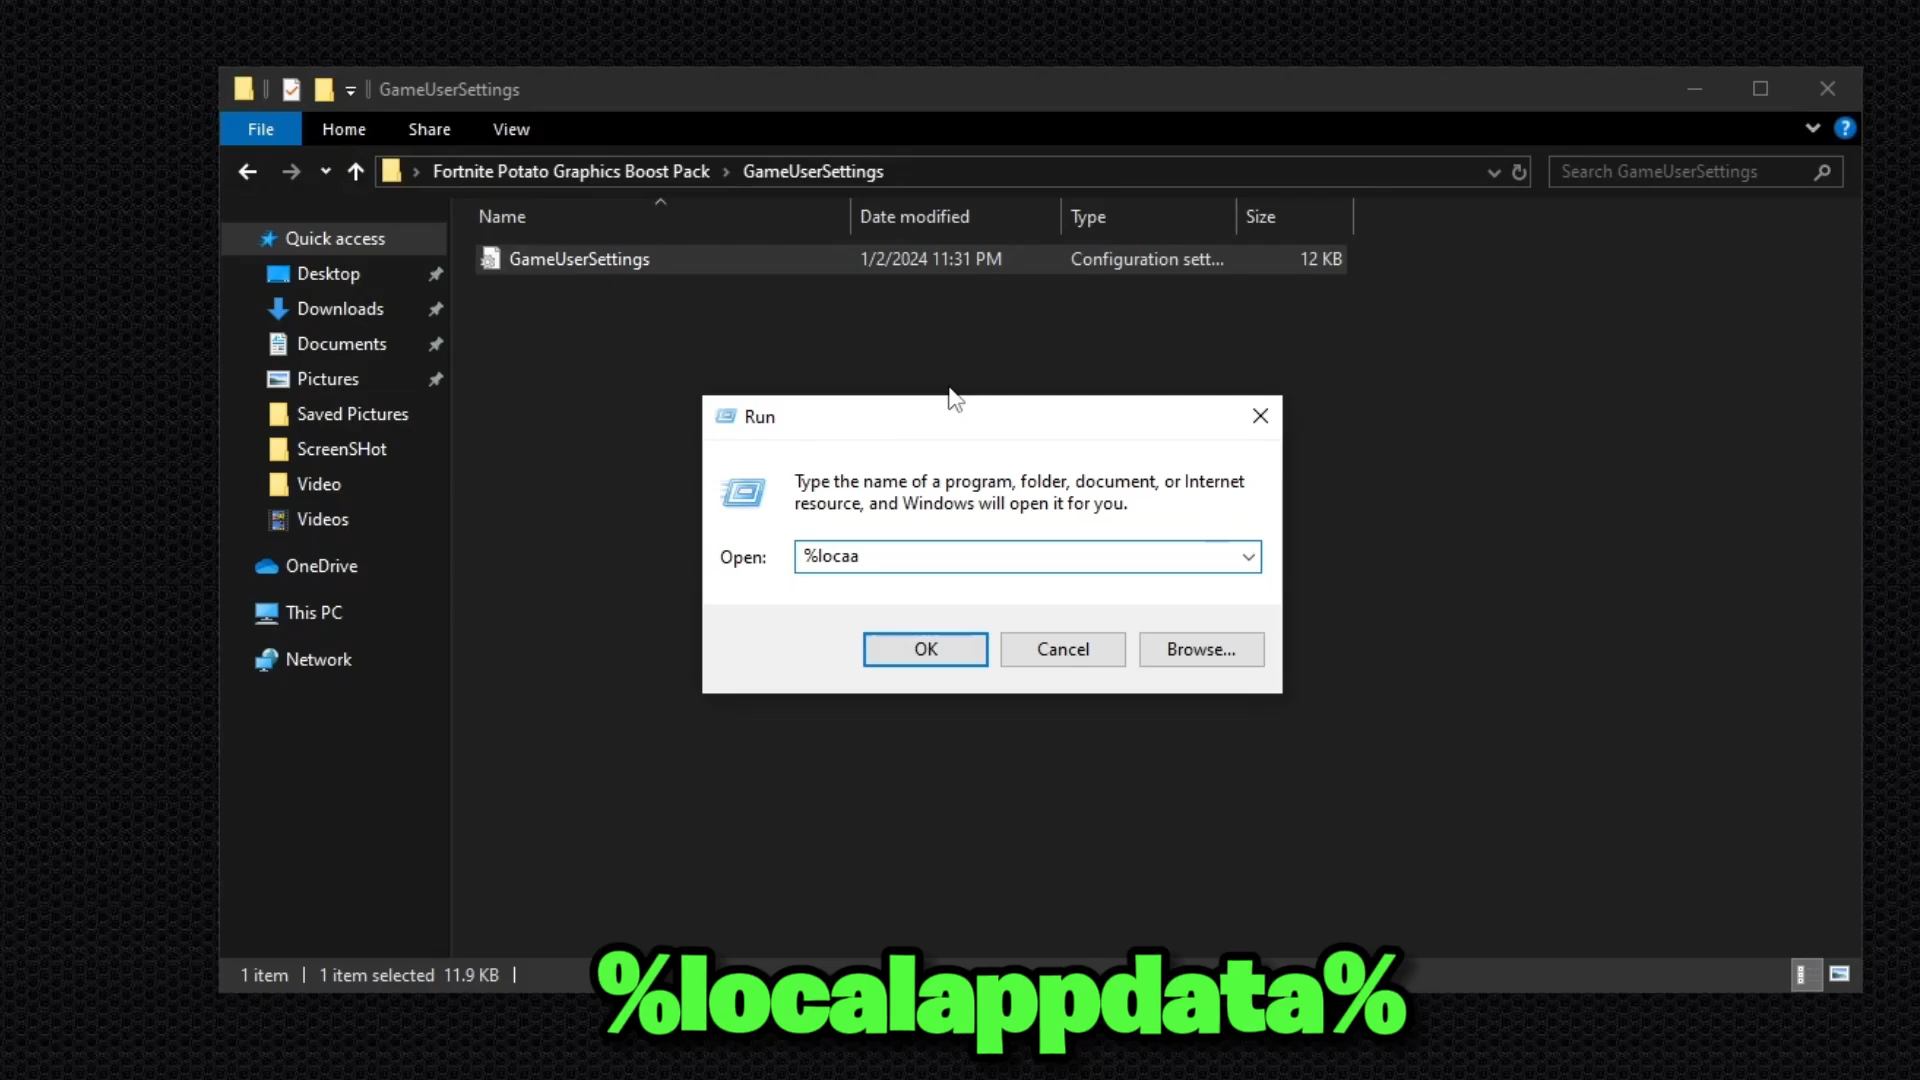 GameUserSettings
File Home Share View
Fortnite Potato Graphics Boost Pack > GameUserSettings
Search GameUserSettings
Name Date modified Type Size
GameUserSettings 1/2/2024 11:31 PM Configuration sett... 12 KB
Quick access
Desktop
Downloads
Documents
Pictures
Saved Pictures
ScreenSHot
Video
Videos
OneDrive
This PC
Network
Run
Type the name of a program, folder, document, or Internet
resource, and Windows will open it for you.
Open: %locaa
OK Cancel Browse...
1 item 1 item selected 11.9 KB
%localappdata%